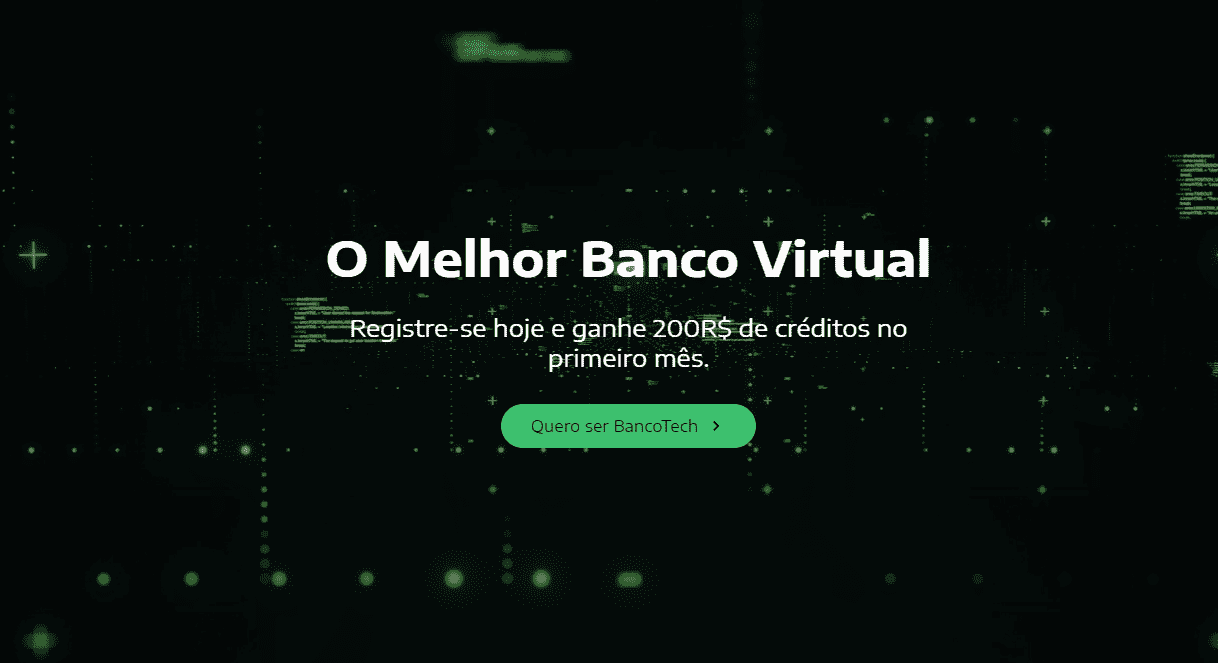 O Melhor Banco Virtual
Registre-se hoje e ganhe 200R$ de créditos no
primeiro mês.
Quero ser BancoTech